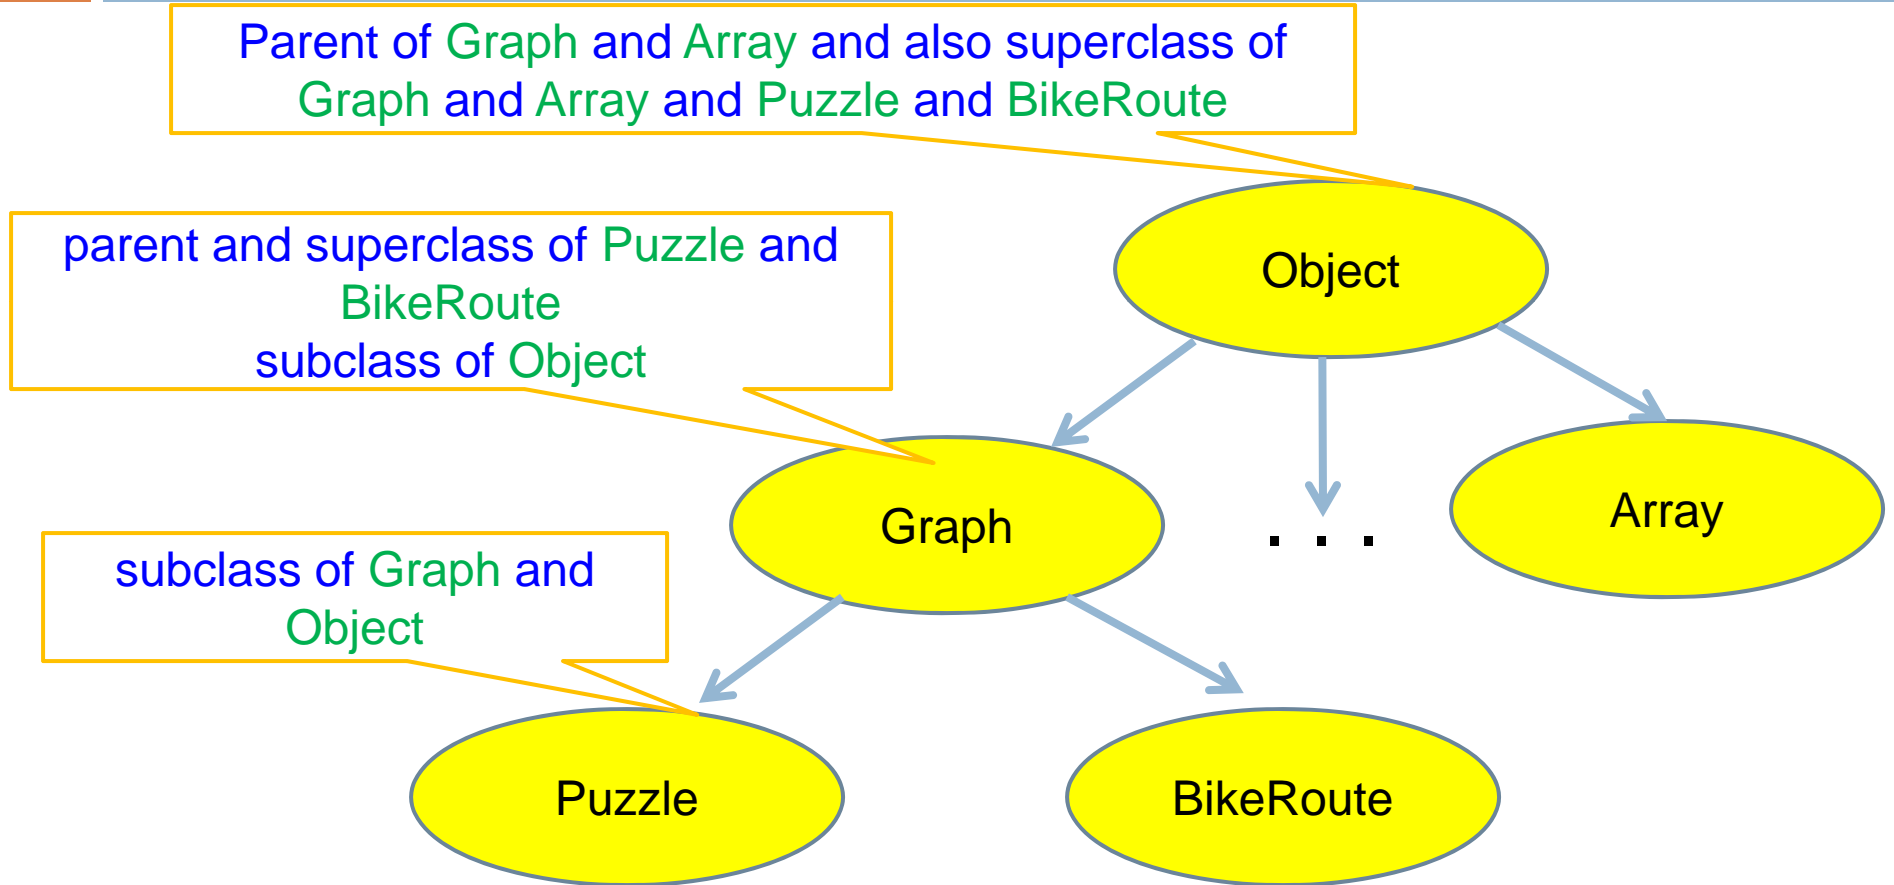 Parent of Graph and Array and also superclass of
Graph and Array and Puzzle and BikeRoute
Object
parent and superclass of Puzzle and
BikeRoute
subclass of Object
Graph
. . .
Array
subclass of Graph and
Object
Puzzle
BikeRoute